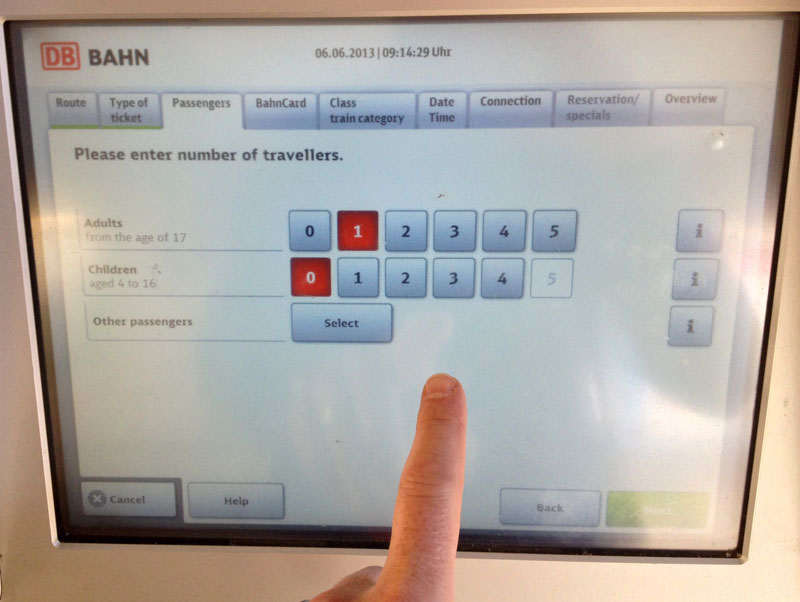 DB BAHN
06.06.2013 | 09:14:29 Uhr
Route
Type of
ticket
Passengers
BahnCard
Class
train category
Date
Time
Connection
Reservation/
specials
Overview
Please enter number of travellers.
Adults
from the age of 17
0 1 2 3 4 5
i
Children
aged 4 to 16
0 1 2 3 4 5
i
Other passengers
Select
i
Cancel
Help
Back
Next